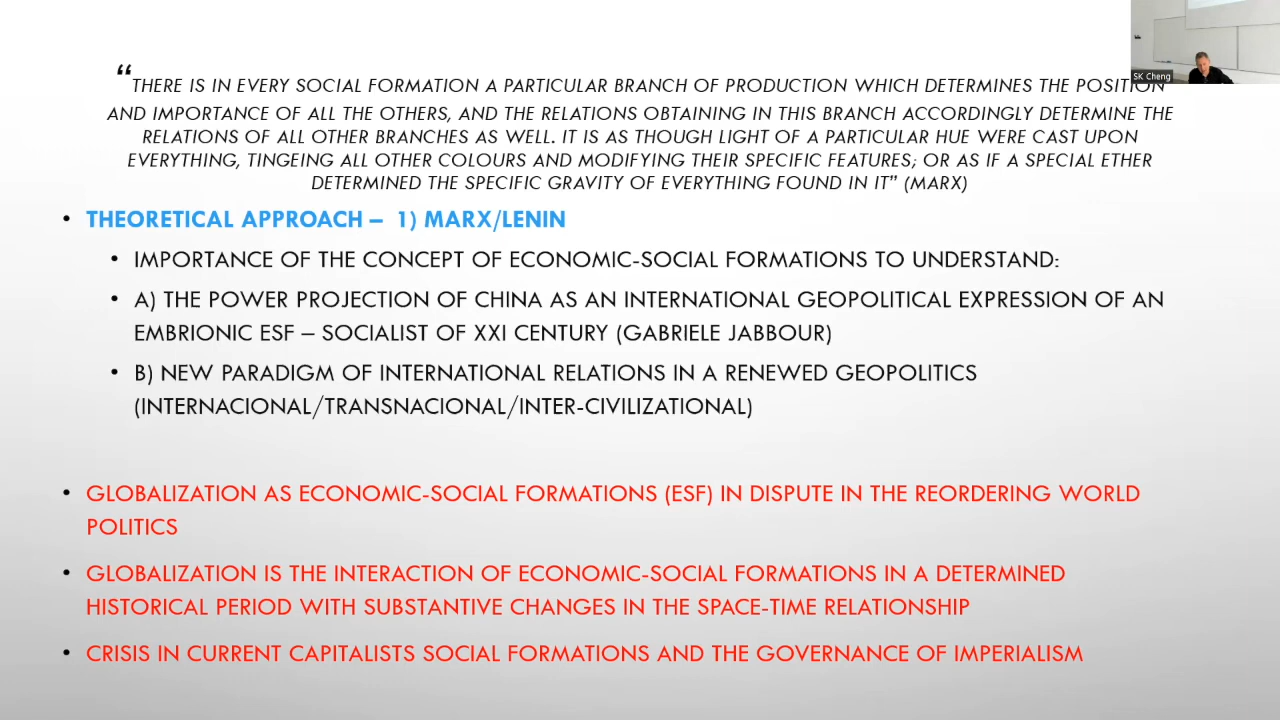 “THERE IS IN EVERY SOCIAL FORMATION A PARTICULAR BRANCH OF PRODUCTION WHICH DETERMINES THE POSITION
AND IMPORTANCE OF ALL THE OTHERS, AND THE RELATIONS OBTAINING IN THIS BRANCH ACCORDINGLY DETERMINE THE
RELATIONS OF ALL OTHER BRANCHES AS WELL. IT IS AS THOUGH LIGHT OF A PARTICULAR HUE WERE CAST UPON
EVERYTHING, TINGEING ALL OTHER COLOURS AND MODIFYING THEIR SPECIFIC FEATURES; OR AS IF A SPECIAL ETHER
DETERMINED THE SPECIFIC GRAVITY OF EVERYTHING FOUND IN IT” (MARX)
SK Cheng
• THEORETICAL APPROACH – 1) MARX/LENIN
• IMPORTANCE OF THE CONCEPT OF ECONOMIC-SOCIAL FORMATIONS TO UNDERSTAND:
• A) THE POWER PROJECTION OF CHINA AS AN INTERNATIONAL GEOPOLITICAL EXPRESSION OF AN
EMBRIONIC ESF – SOCIALIST OF XXI CENTURY (GABRIELE JABBOUR)
• B) NEW PARADIGM OF INTERNATIONAL RELATIONS IN A RENEWED GEOPOLITICS
(INTERNACIONAL/TRANSNACIONAL/INTER-CIVILIZATIONAL)
• GLOBALIZATION AS ECONOMIC-SOCIAL FORMATIONS (ESF) IN DISPUTE IN THE REORDERING WORLD
POLITICS
• GLOBALIZATION IS THE INTERACTION OF ECONOMIC-SOCIAL FORMATIONS IN A DETERMINED
HISTORICAL PERIOD WITH SUBSTANTIVE CHANGES IN THE SPACE-TIME RELATIONSHIP
• CRISIS IN CURRENT CAPITALISTS SOCIAL FORMATIONS AND THE GOVERNANCE OF IMPERIALISM